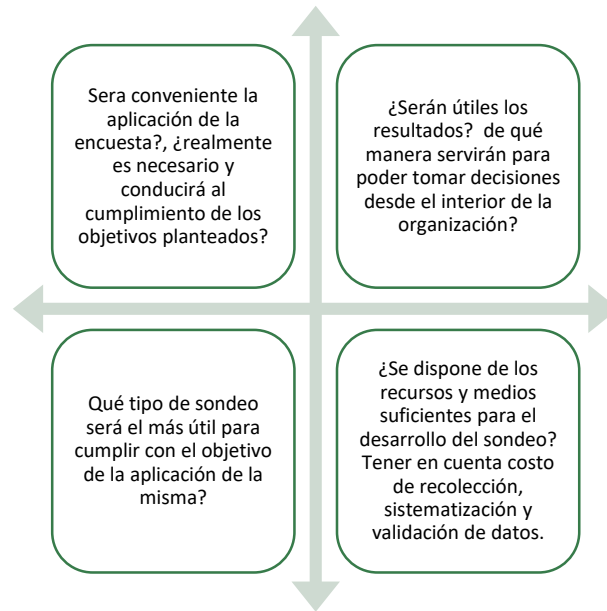 Sera conveniente la
aplicación de la
encuesta?, ¿realmente
es necesario y
conducirá al
cumplimiento de los
objetivos planteados?
¿Serán útiles los
resultados?  de qué
manera servirán para
poder tomar decisiones
desde el interior de la
organización?
Qué tipo de sondeo
será el más útil para
cumplir con el objetivo
de la aplicación de la
misma?
¿Se dispone de los
recursos y medios
suficientes para el
desarrollo del sondeo?
Tener en cuenta costo
de recolección,
sistematización y
validación de datos.